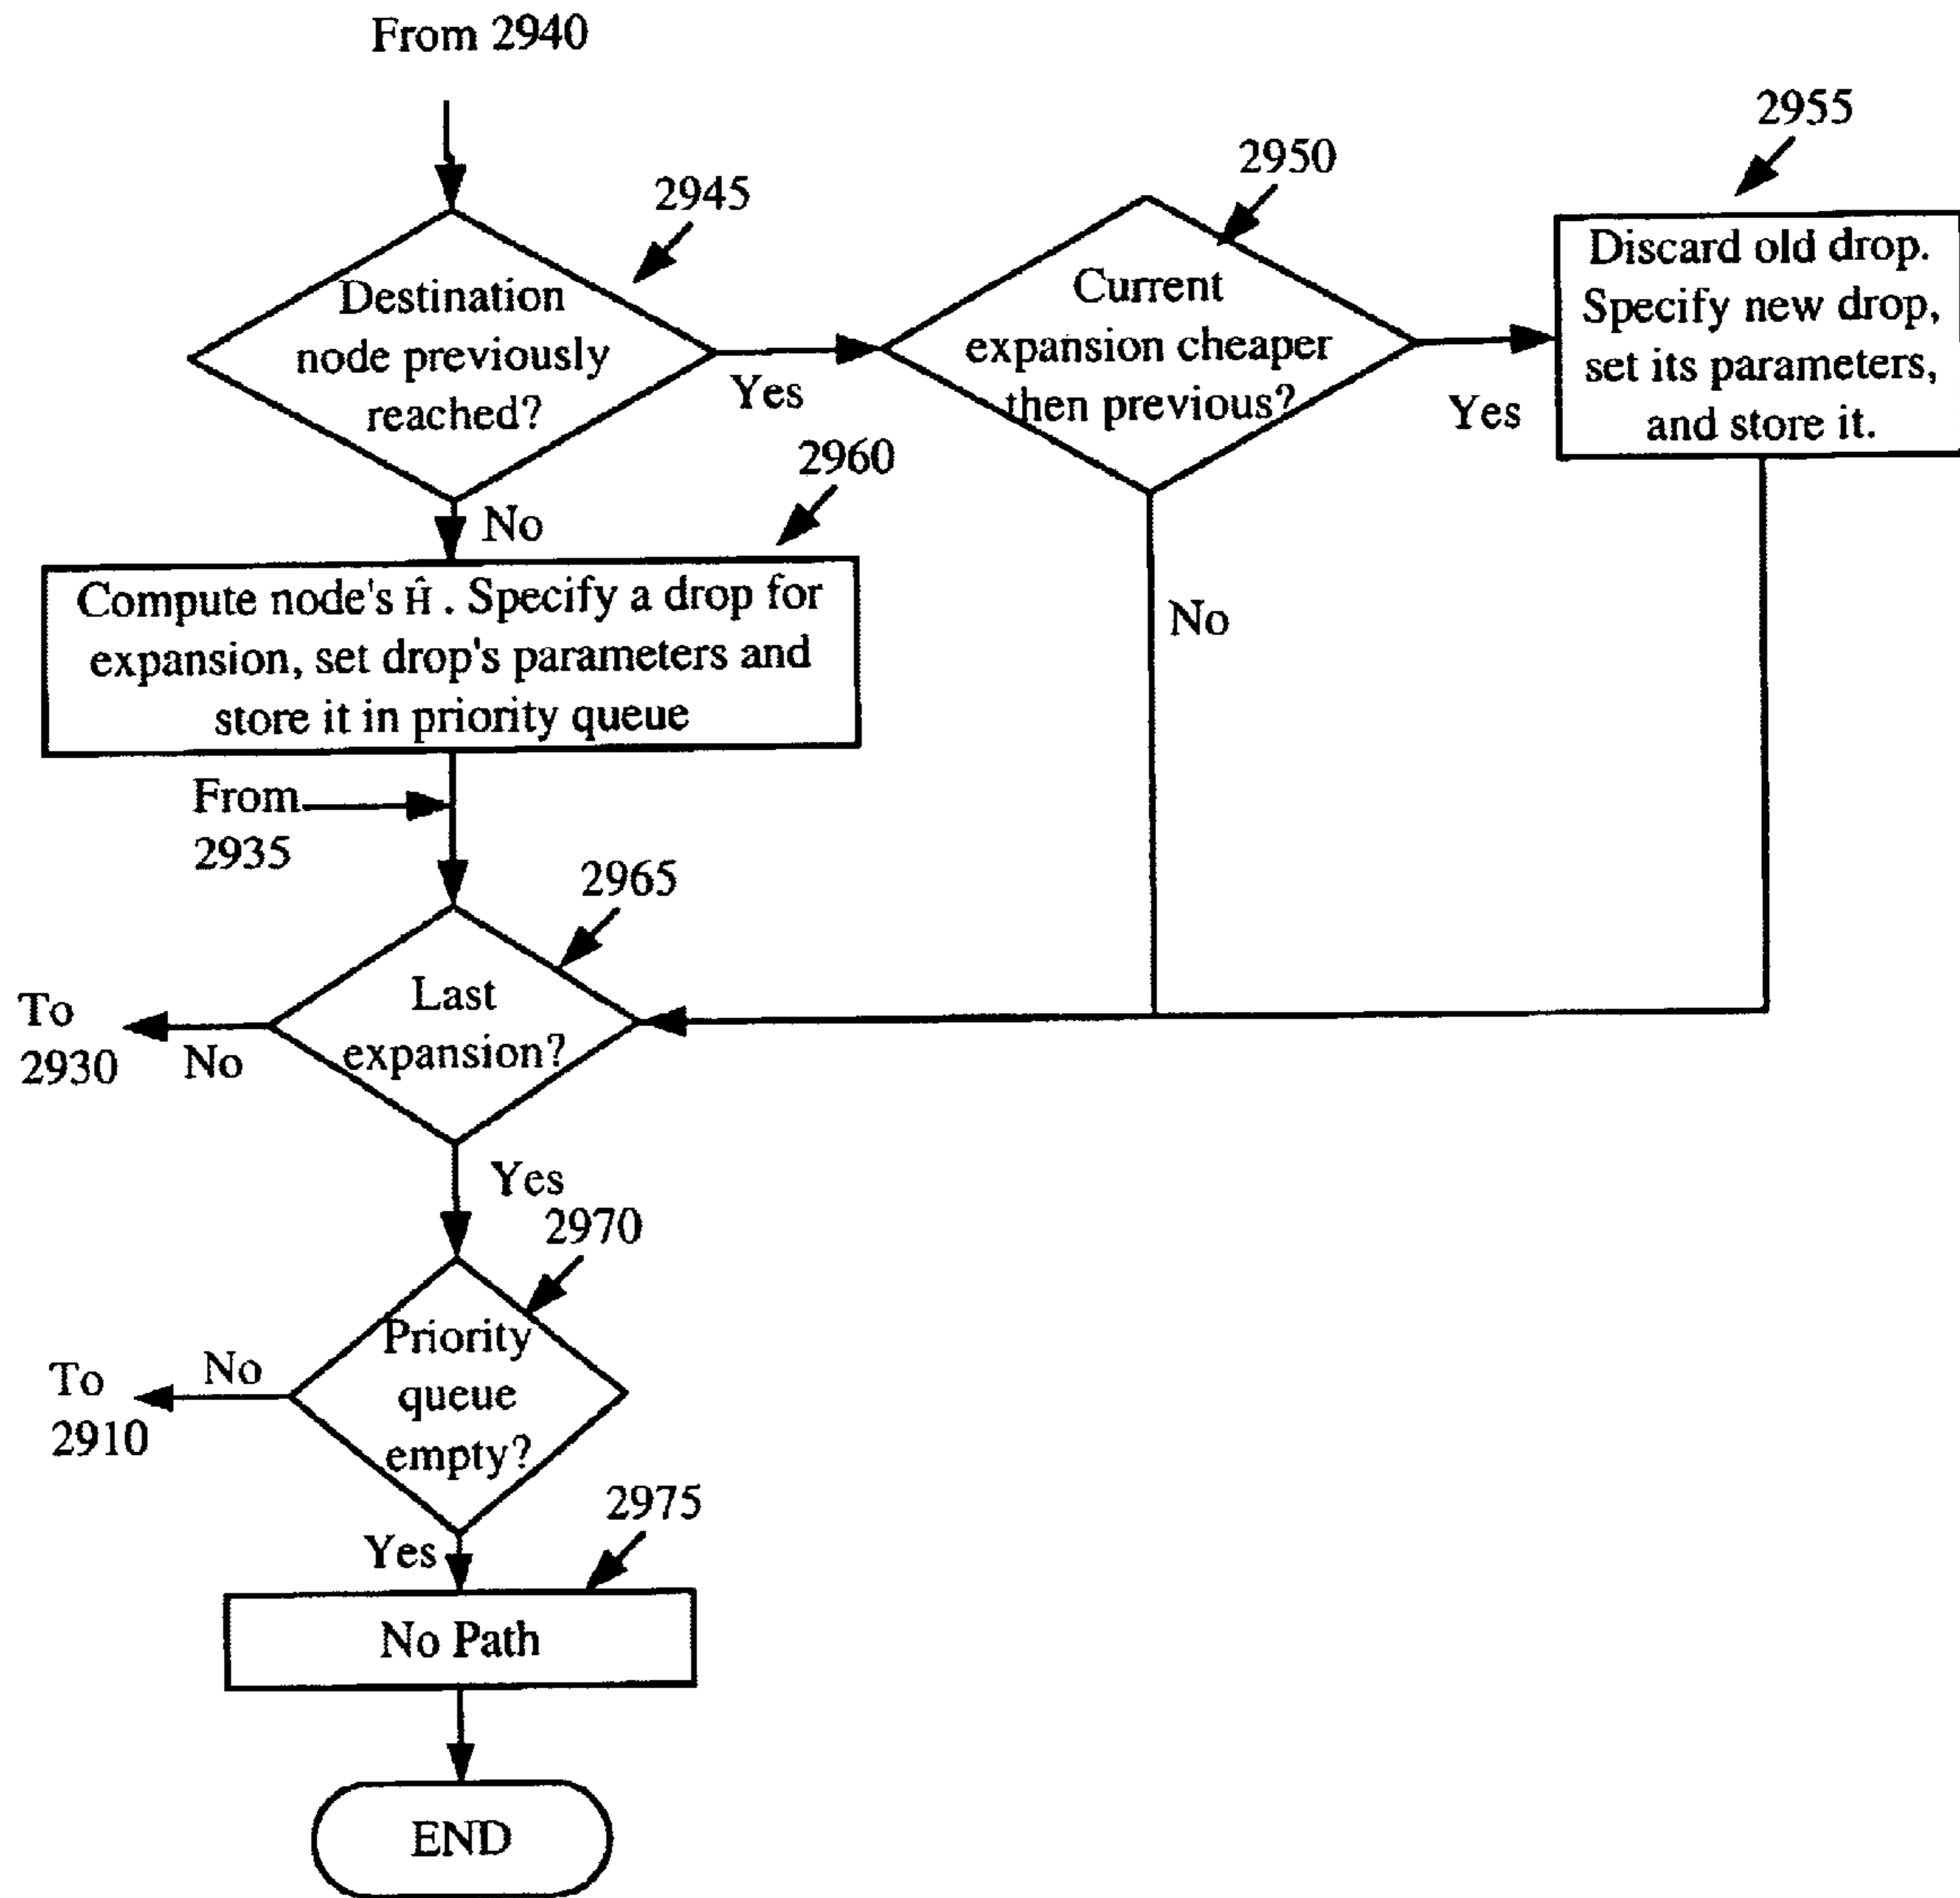 From 2940
2945
Destination
node previously
reached?
Yes
No
2950
Current
expansion cheaper
then previous?
Yes
No
2955
Discard old drop.
Specify new drop,
set its parameters,
and store it.
2960
Compute node's Ĥ . Specify a drop for
expansion, set drop's parameters and
store it in priority queue
From
2935
2965
Last
expansion?
To
2930
No
Yes
2970
Priority
queue
empty?
To
2910
No
Yes
2975
No Path
END